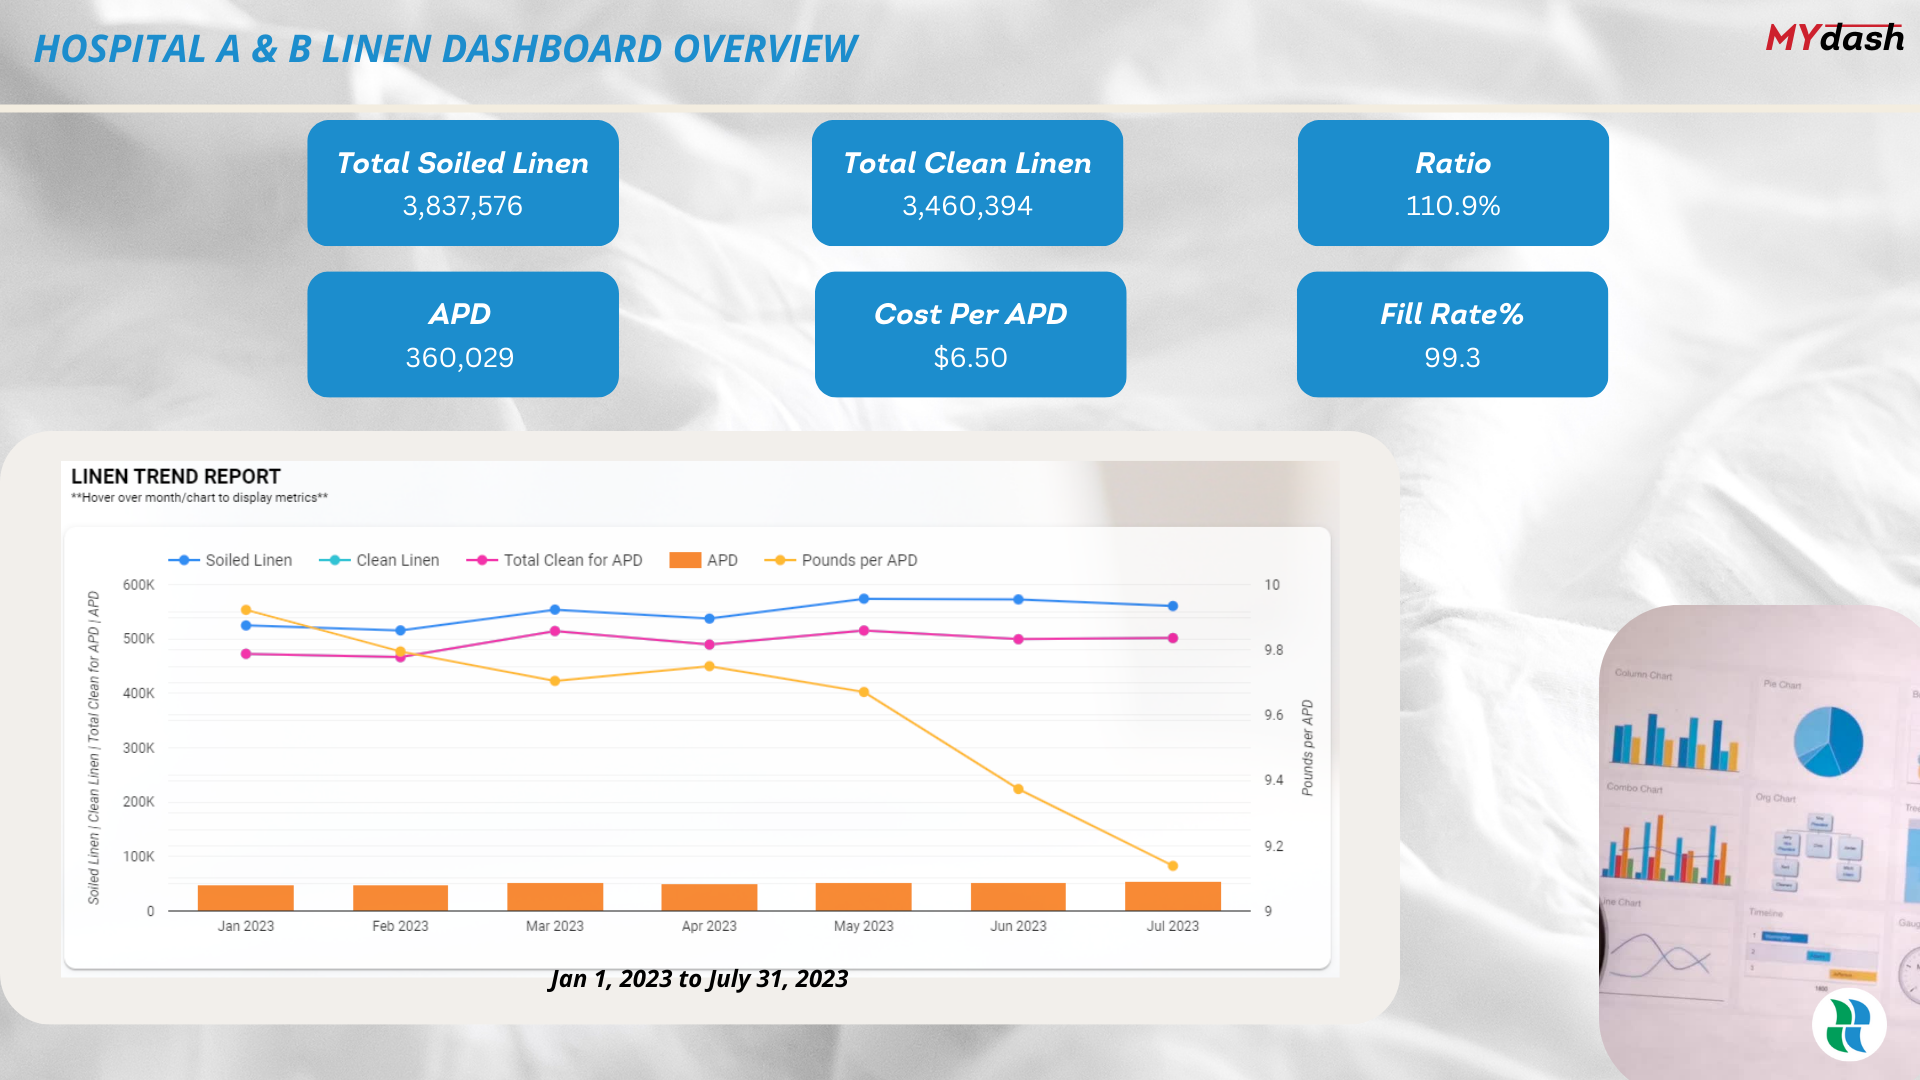 HOSPITAL A & B LINEN DASHBOARD OVERVIEW
MYdash
Total Soiled Linen
3,837,576
Total Clean Linen
3,460,394
Ratio
110.9%
APD
360,029
Cost Per APD
$6.50
Fill Rate%
99.3
LINEN TREND REPORT
**Hover over month/chart to display metrics**
Soiled Linen
Clean Linen
Total Clean for APD
APD
Pounds per APD
Soiled Linen | Clean Linen | Total Clean for APD | APD
600K
500K
400K
300K
200K
100K
0
10
9.8
9.6
9.4
9.2
9
Pounds per APD
Jan 2023
Feb 2023
Mar 2023
Apr 2023
May 2023
Jun 2023
Jul 2023
Jan 1, 2023 to July 31, 2023
Column Chart
Pie Chart
Combo Chart
Org Chart
Tree
ine Chart
Timeline
Gaug